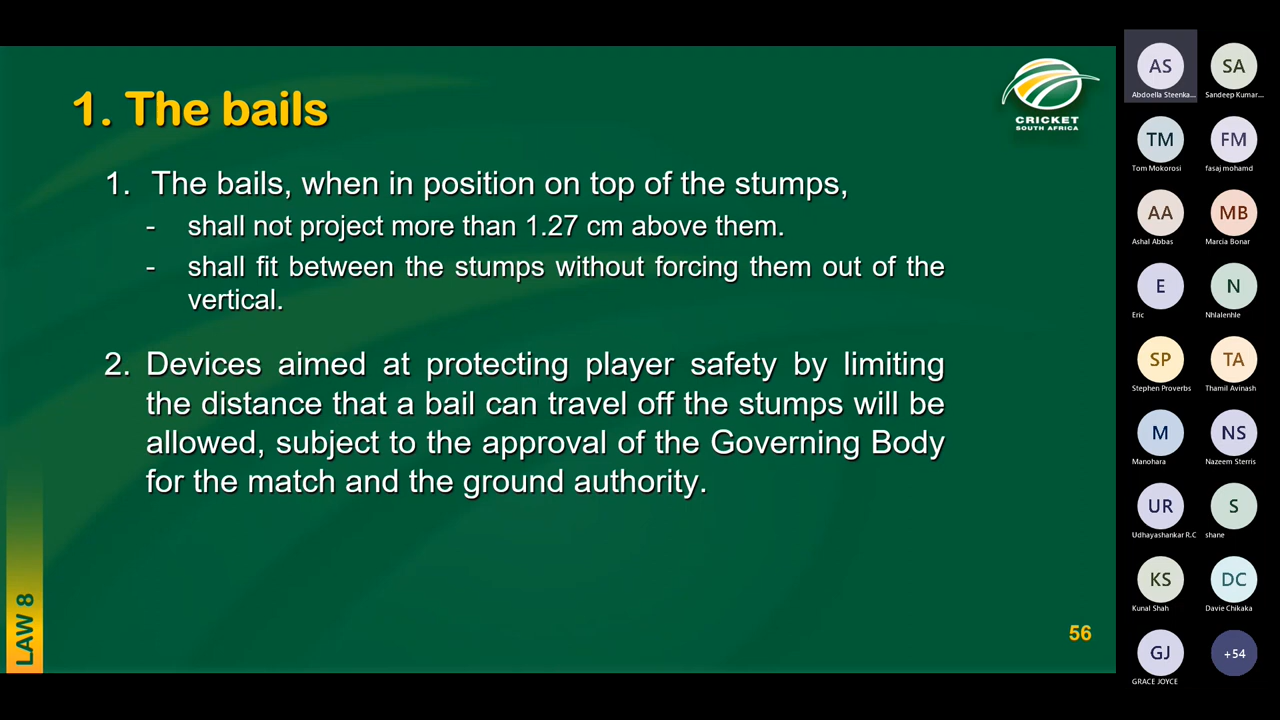 1. The bails
CRICKET
SOUTH AFRICA
1. The bails, when in position on top of the stumps,
- shall not project more than 1.27 cm above them.
- shall fit between the stumps without forcing them out of the
vertical.
2. Devices aimed at protecting player safety by limiting
the distance that a bail can travel off the stumps will be
allowed, subject to the approval of the Governing Body
for the match and the ground authority.
LAW 8
56
AS
Abdoella Steenka...
SA
Sandeep Kumar...
TM
Tom Mokorosi
FM
fasaj mohamd
AA
Ashal Abbas
MB
Marcia Bonar
E
Eric
N
Nhlalenhle
SP
Stephen Proverbs
TA
Thamil Avinash
M
Manohara
NS
Nazeem Sterris
UR
Udhayashankar R.C
S
shane
KS
Kunal Shah
DC
Davie Chikaka
GJ
GRACE JOYCE
+54